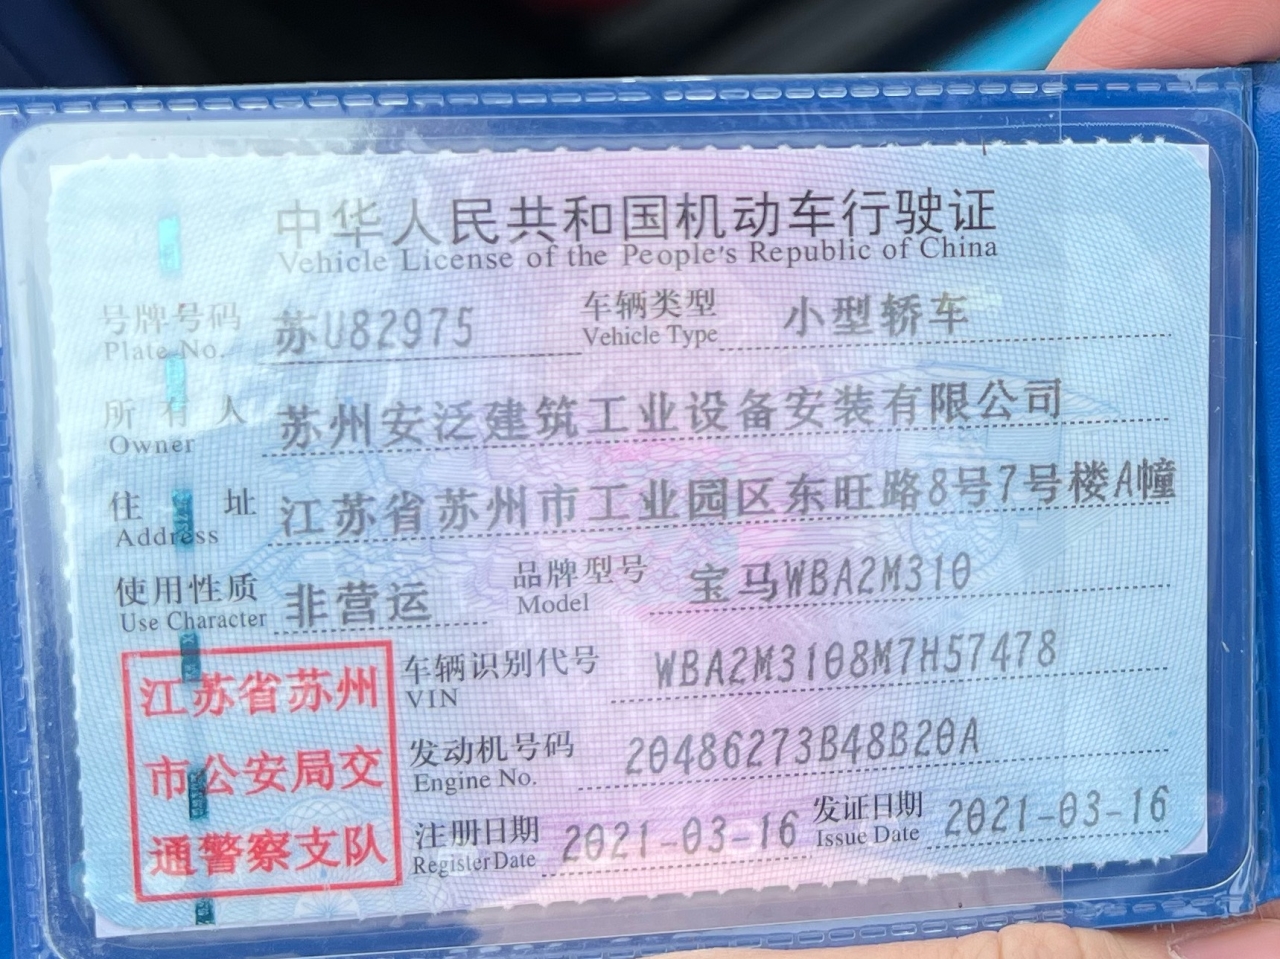 中华人民共和国机动车行驶证
Vehicle License of the People's Republic of China
号牌号码 苏U82975 车辆类型 小型轿车
Plate No. Vehicle Type
所有人 苏州安泛建筑工业设备安装有限公司
Owner
住址 江苏省苏州市工业园区东旺路8号7号楼A幢
Address
使用性质 非营运 品牌型号 宝马WBA2M310
Use Character Model
车辆识别代号 WBA2M3108M7H57478
VIN
发动机号码 20486273B48B20A
Engine No.
注册日期 2021-03-16 发证日期 2021-03-16
Register Date Issue Date
江苏省苏州
市公安局交
通警察支队